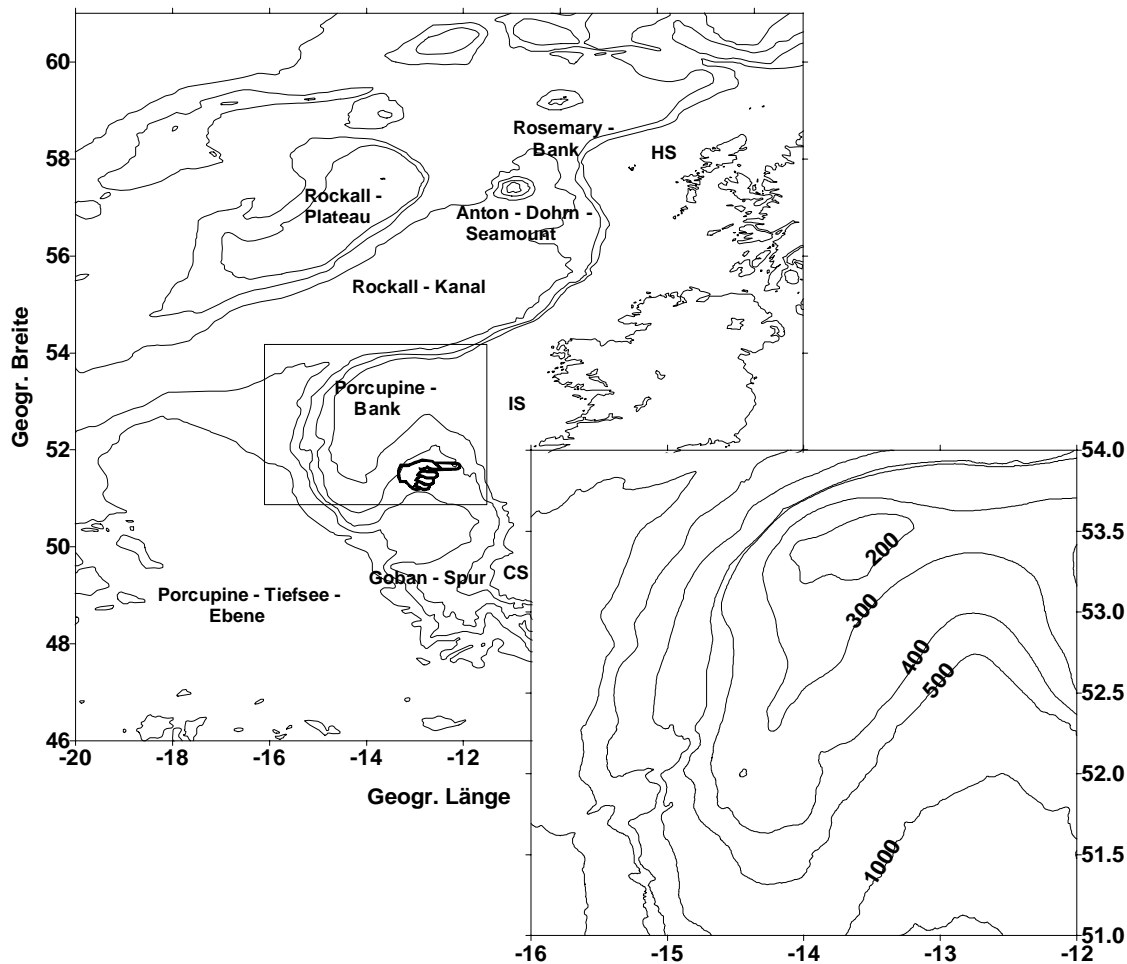 60
58
56
54
52
50
48
46
Geogr. Breite
-20
-18
-16
-14
-12
Geogr. Länge
Rosemary -
Bank
HS
Rockall -
Plateau
Anton - Dohrn -
Seamount
Rockall - Kanal
Porcupine -
Bank
IS
Goban - Spur
CS
Porcupine - Tiefsee -
Ebene
200
300
400
500
1000
54.0
53.5
53.0
52.5
52.0
51.5
51.0
-16
-15
-14
-13
-12